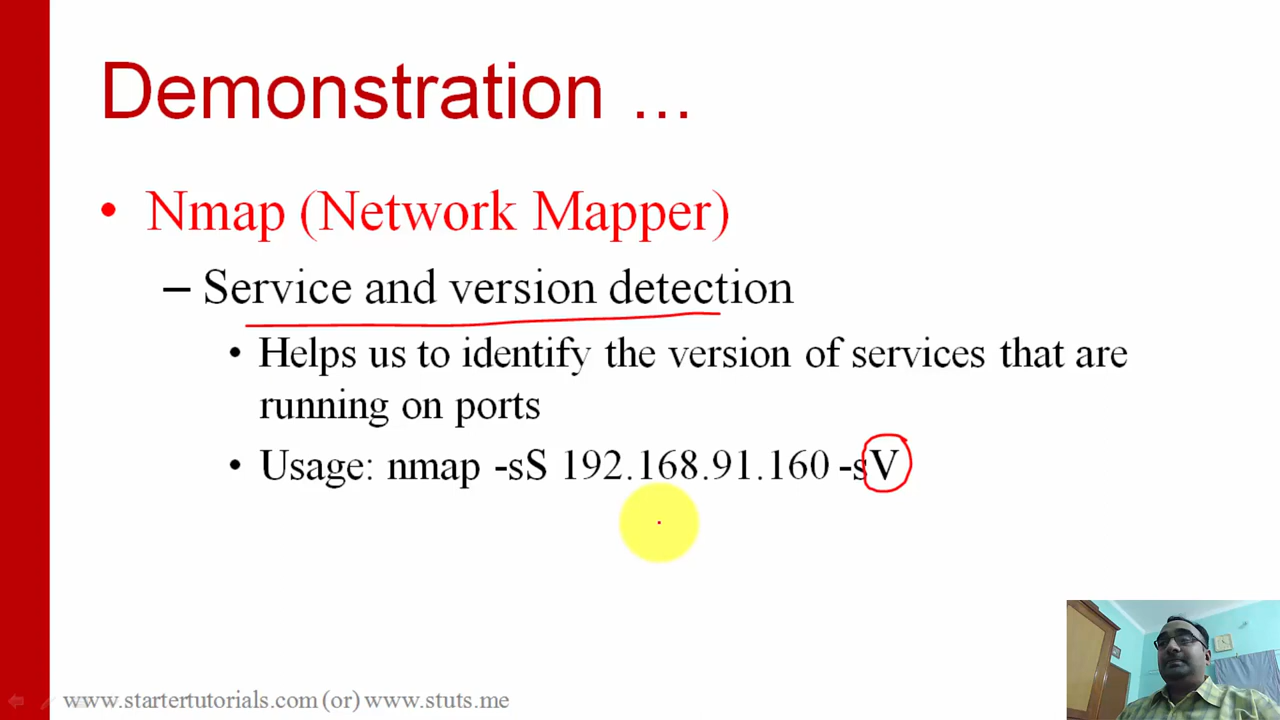 Demonstration ...
• Nmap (Network Mapper)
– Service and version detection
• Helps us to identify the version of services that are
running on ports
• Usage: nmap -sS 192.168.91.160 -sV
www.startertutorials.com (or) www.stuts.me